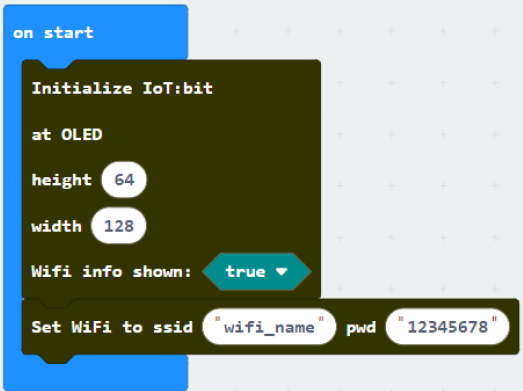 on start
Initialize IoT:bit
at OLED
height 64
width 128
Wifi info shown: true
Set WiFi to ssid "wifi_name" pwd "12345678"